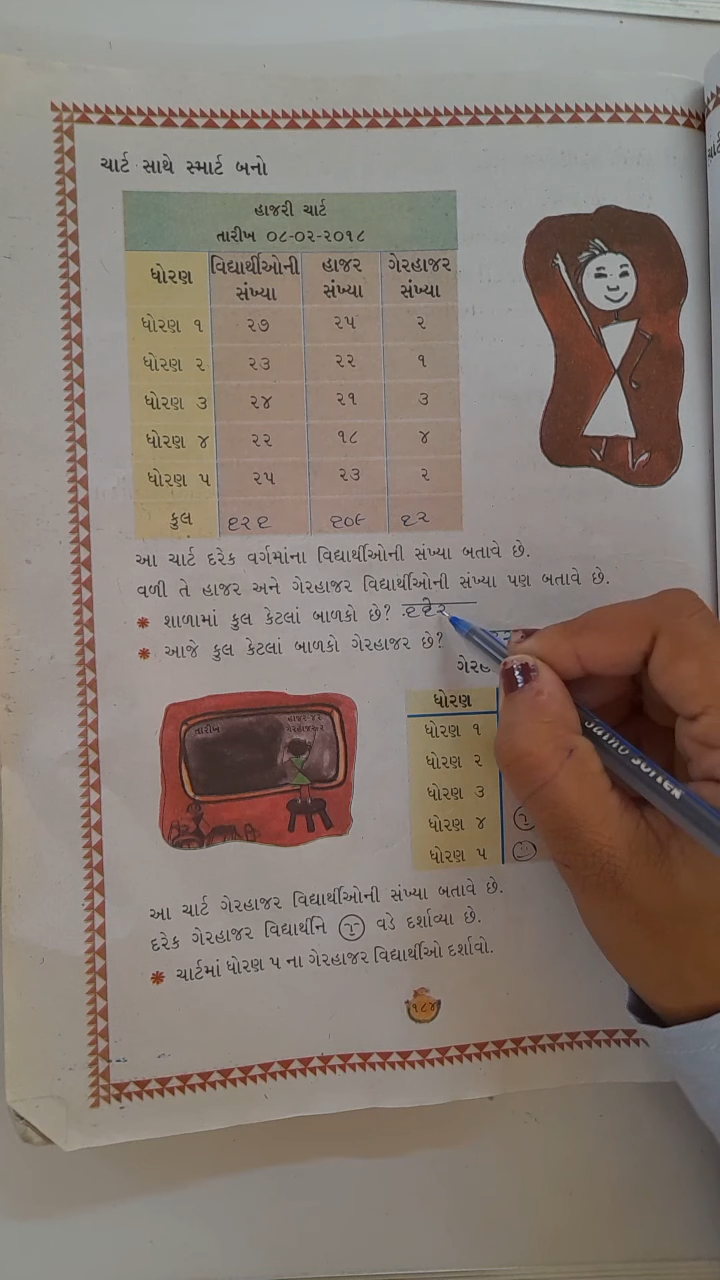 ચાર્ટ સાથે સ્માર્ટ બનો
હાજરી ચાર્ટ
તારીખ ૦૮-૦૨-૨૦૧૮
ધોરણ વિદ્યાર્થીઓની સંખ્યા હાજર સંખ્યા ગેરહાજર સંખ્યા
ધોરણ ૧ ૨૭ ૨૫ ૨
ધોરણ ૨ ૨૩ ૨૨ ૧
ધોરણ ૩ ૨૪ ૨૧ ૩
ધોરણ ૪ ૨૨ ૧૮ ૪
ધોરણ ૫ ૨૫ ૨૩ ૨
કુલ ૧૨૧ ૧૦૯ ૧૨
આ ચાર્ટ દરેક વર્ગમાંના વિદ્યાર્થીઓની સંખ્યા બતાવે છે.
વળી તે હાજર અને ગેરહાજર વિદ્યાર્થીઓની સંખ્યા પણ બતાવે છે.
શાળામાં કુલ કેટલાં બાળકો છે?
આજે કુલ કેટલાં બાળકો ગેરહાજર છે?
તારીખ
ધોરણ
ધોરણ ૧
ધોરણ ૨
ધોરણ ૩
ધોરણ ૪
ધોરણ ૫
આ ચાર્ટ ગેરહાજર વિદ્યાર્થીઓની સંખ્યા બતાવે છે.
દરેક ગેરહાજર વિદ્યાર્થીને વડે દર્શાવ્યા છે.
ચાર્ટમાં ધોરણ ૫ ના ગેરહાજર વિદ્યાર્થીઓ દર્શાવો.
૧૮૪